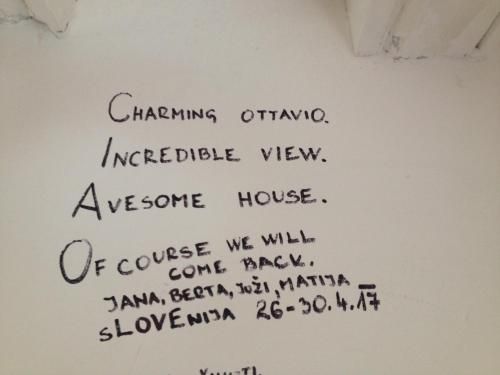 CHARMING OTTAVIO.
INCREDIBLE VIEW.
AVESOME HOUSE.
OF COURSE WE WILL
COME BACK.
JANA, BERTA, JOŽI, MATIJA
sLOVEnija 26-30.4.17